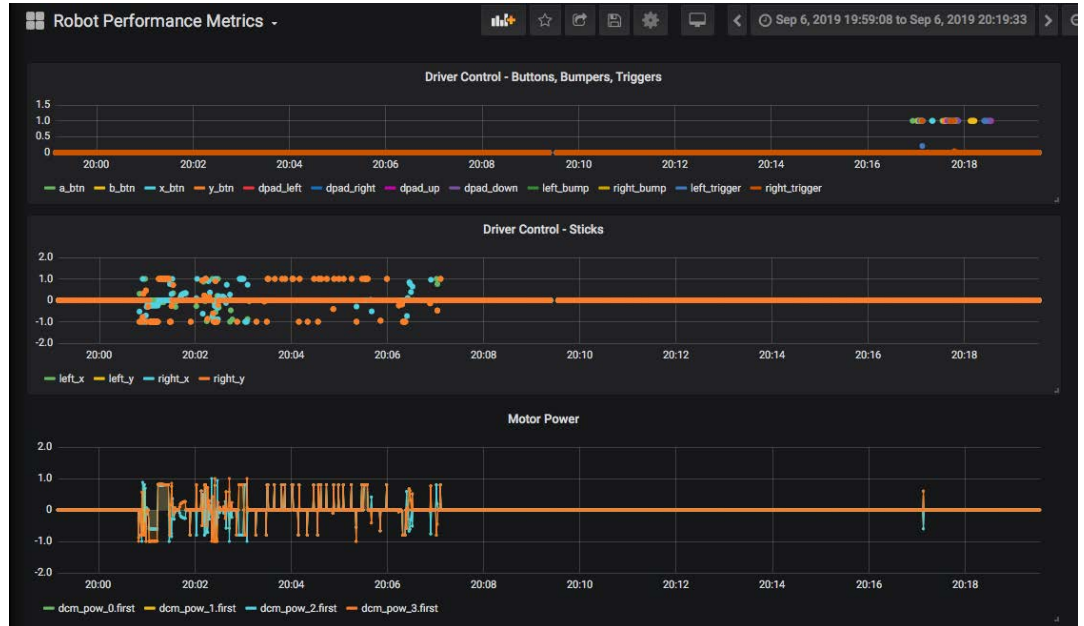 Robot Performance Metrics
Sep 6, 2019 19:59:08 to Sep 6, 2019 20:19:33
Driver Control - Buttons, Bumpers, Triggers
1.5
1.0
0.5
0
20:00 20:02 20:04 20:06 20:08 20:10 20:12 20:14 20:16 20:18
a_btn b_btn x_btn y_btn dpad_left dpad_right dpad_up dpad_down left_bump right_bump left_trigger right_trigger
Driver Control - Sticks
2.0
1.0
0
-1.0
-2.0
20:00 20:02 20:04 20:06 20:08 20:10 20:12 20:14 20:16 20:18
left_x left_y right_x right_y
Motor Power
2.0
1.0
0
-1.0
-2.0
20:00 20:02 20:04 20:06 20:08 20:10 20:12 20:14 20:16 20:18
dcm_pow_0.first dcm_pow_1.first dcm_pow_2.first dcm_pow_3.first